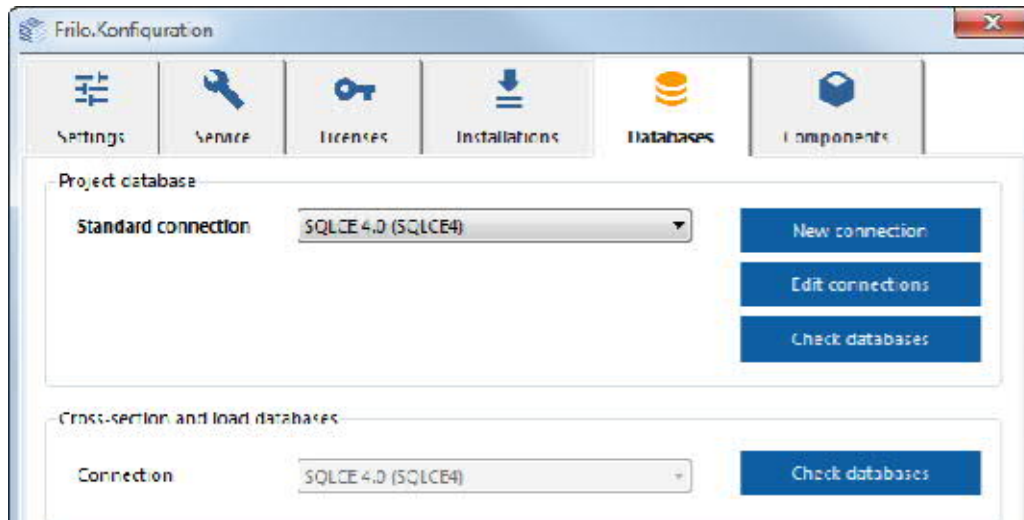 Frilo.Konfiguration
Settings Service Licenses Installations Databases Components
Project database
Standard connection SQLCE 4.0 (SQLCE4) New connection
Edit connections
Check databases
Cross-section and load databases
Connection SQLCE 4.0 (SQLCE4) Check databases